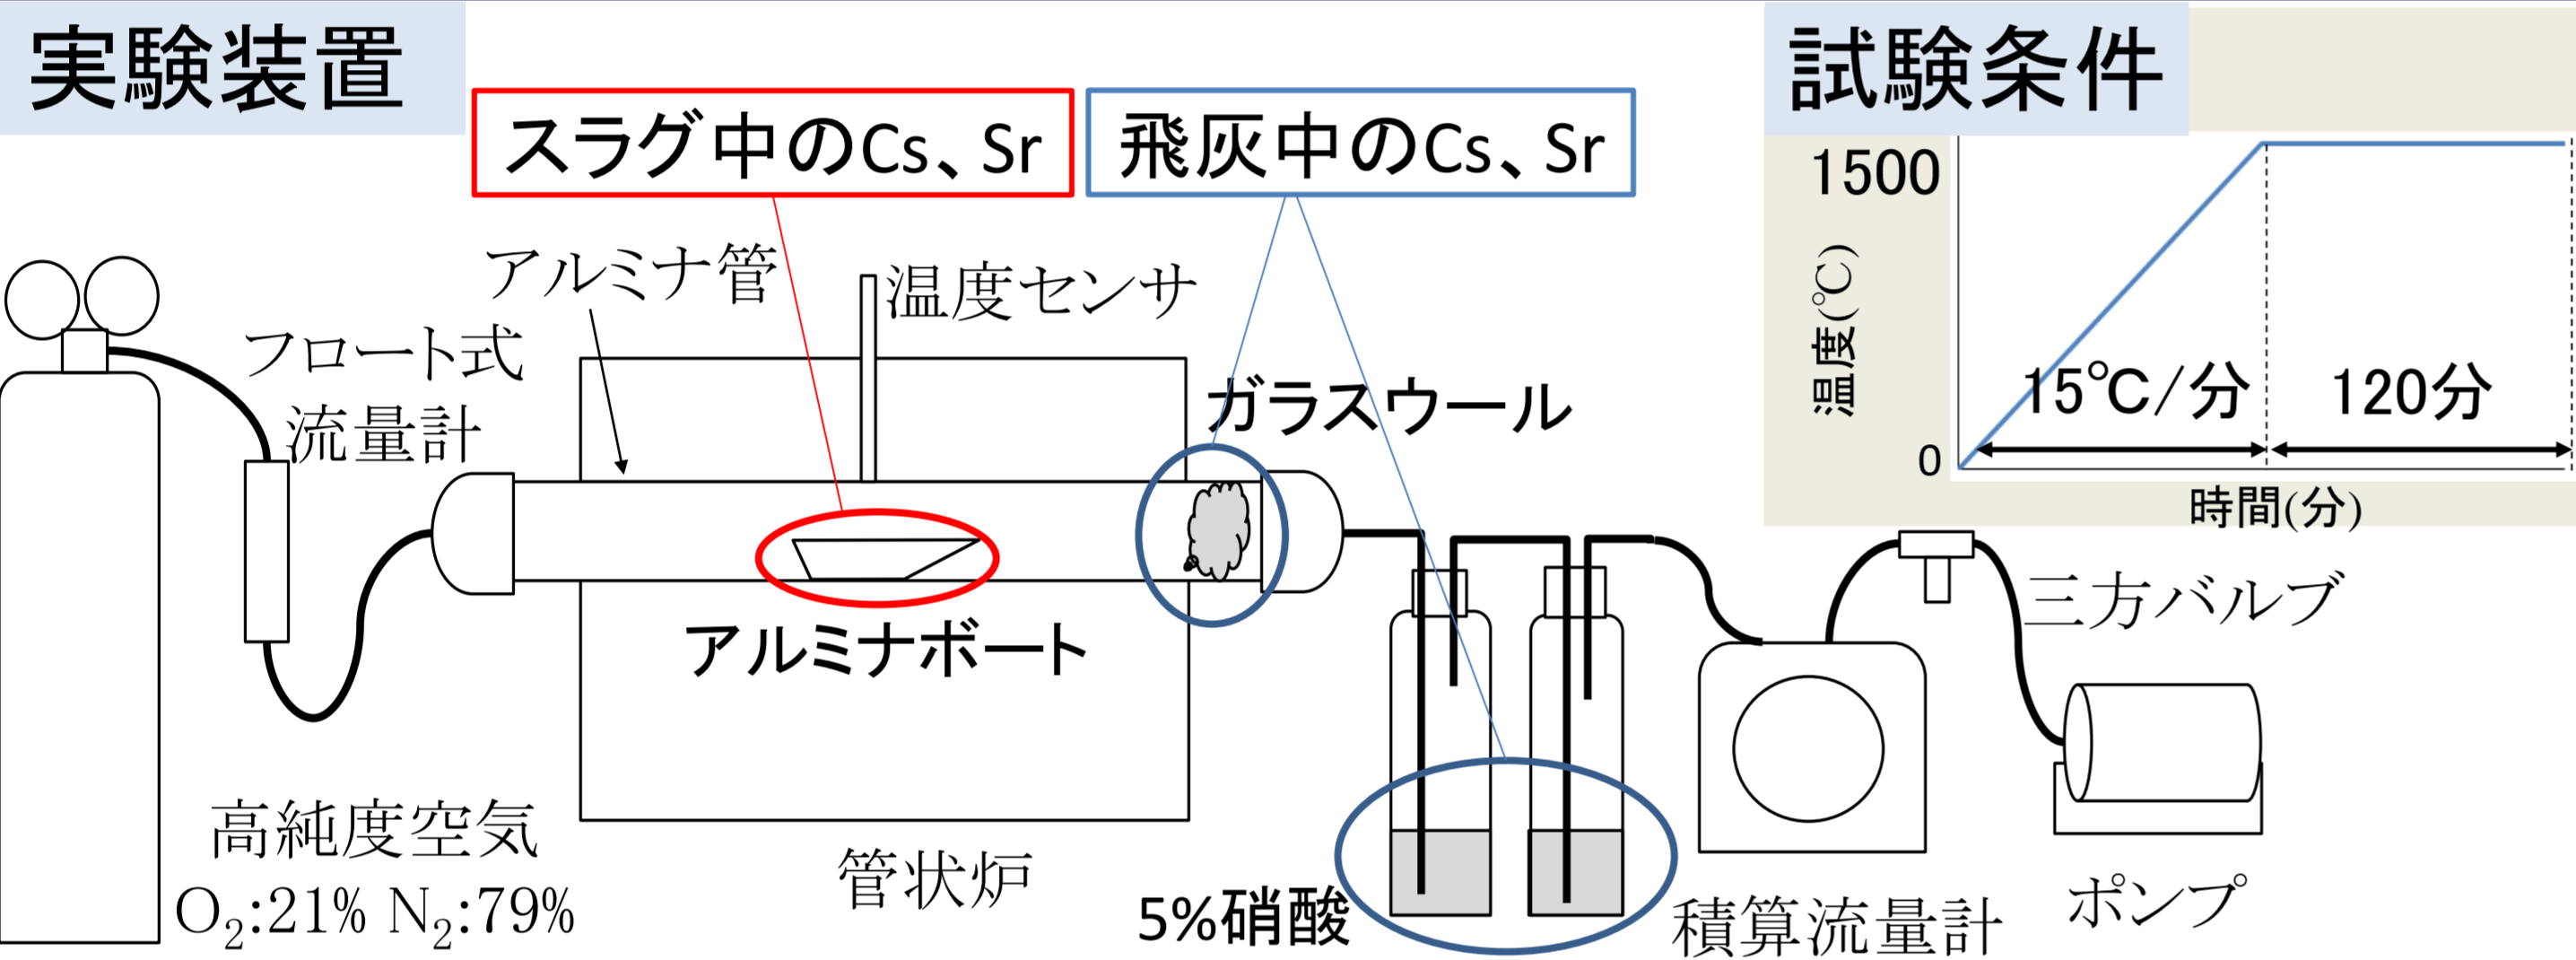 実験装置
スラグ中のCs、Sr
飛灰中のCs、Sr
試験条件
1500
温度(℃)
0
15℃/分
120分
時間(分)
アルミナ管
温度センサ
フロート式
流量計
ガラスウール
アルミナボート
三方バルブ
高純度空気
O₂:21% N₂:79%
管状炉
5%硝酸
積算流量計
ポンプ